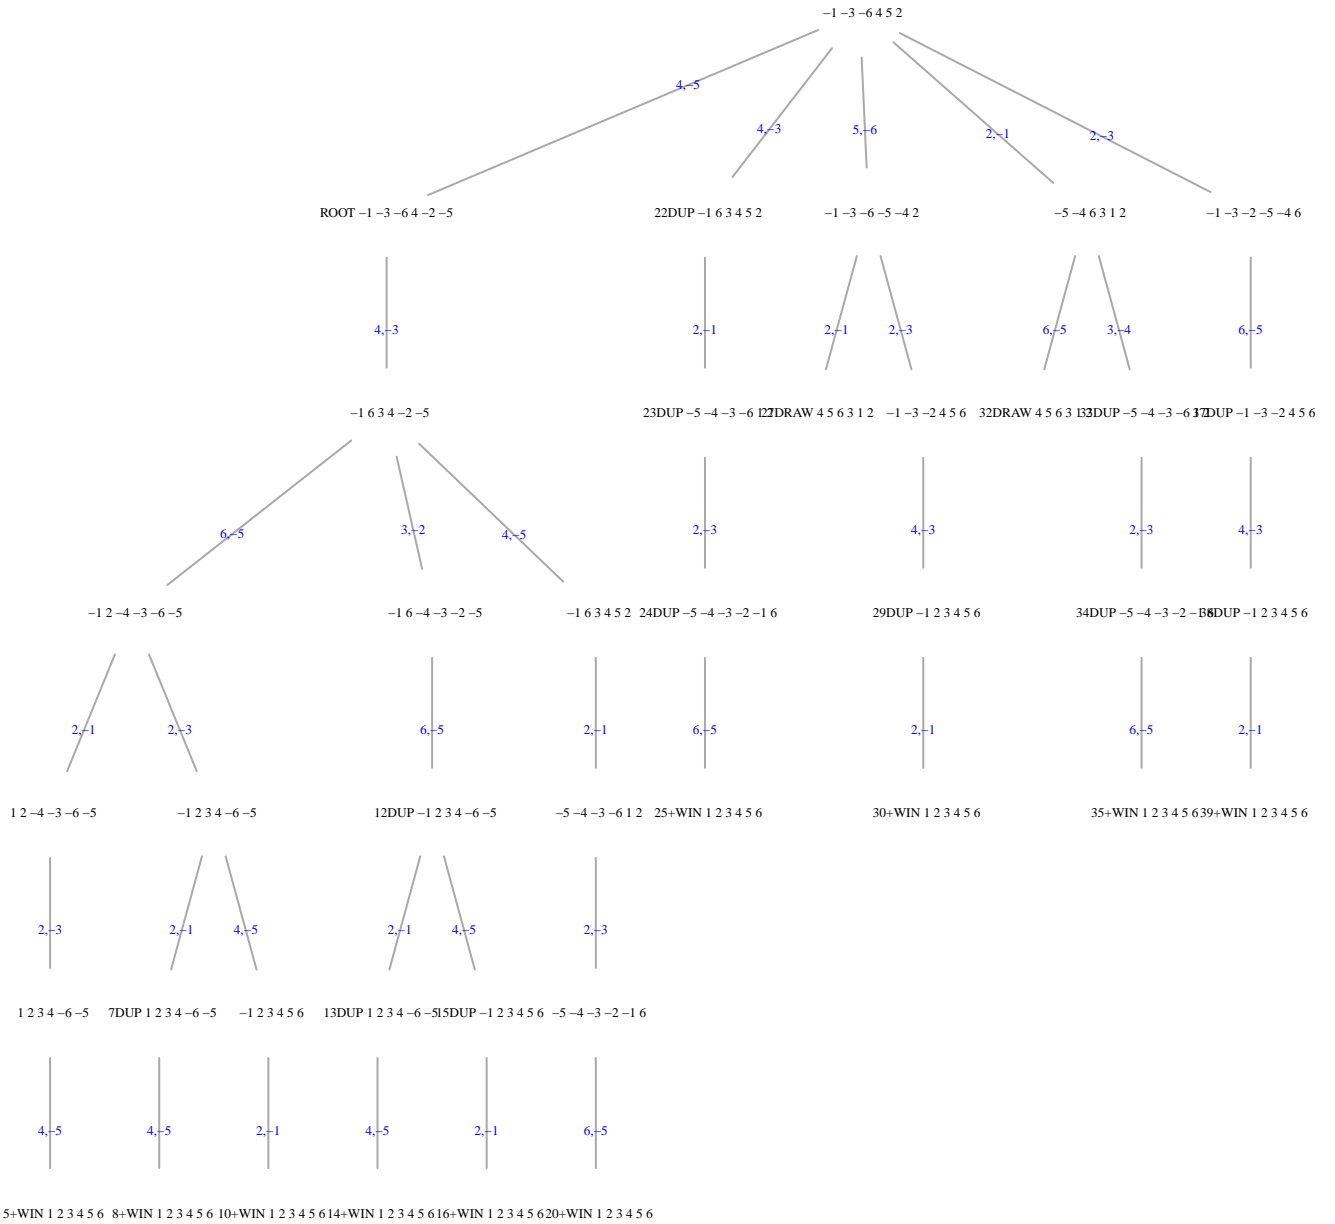 −1 −3 −6 4 5 2
4,−5
4,−3
5,−6
2,−1
2,−3
ROOT −1 −3 −6 4 −2 −5
22DUP −1 6 3 4 5 2
−1 −3 −6 −5 −4 2
−5 −4 6 3 1 2
−1 −3 −2 −5 −4 6
4,−3
2,−1
2,−1
2,−3
6,−5
3,−4
6,−5
−1 6 3 4 −2 −5
23DUP −5 −4 −3 −6 1 2
27DRAW 4 5 6 3 1 2
−1 −3 −2 4 5 6
32DRAW 4 5 6 3 1 2
33DUP −5 −4 −3 −6 1 2
37DUP −1 −3 −2 4 5 6
6,−5
3,−2
4,−5
2,−3
4,−3
2,−3
4,−3
−1 2 −4 −3 −6 −5
−1 6 −4 −3 −2 −5
−1 6 3 4 5 2
24DUP −5 −4 −3 −2 −1 6
29DUP −1 2 3 4 5 6
34DUP −5 −4 −3 −2 −1 6
38DUP −1 2 3 4 5 6
2,−1
2,−3
6,−5
2,−1
6,−5
2,−1
6,−5
2,−1
1 2 −4 −3 −6 −5
−1 2 3 4 −6 −5
12DUP −1 2 3 4 −6 −5
−5 −4 −3 −6 1 2
25+WIN 1 2 3 4 5 6
30+WIN 1 2 3 4 5 6
35+WIN 1 2 3 4 5 6
39+WIN 1 2 3 4 5 6
2,−3
2,−1
4,−5
2,−1
4,−5
2,−3
1 2 3 4 −6 −5
7DUP 1 2 3 4 −6 −5
−1 2 3 4 5 6
13DUP 1 2 3 4 −6 −5
15DUP −1 2 3 4 5 6
−5 −4 −3 −2 −1 6
4,−5
4,−5
2,−1
4,−5
2,−1
6,−5
5+WIN 1 2 3 4 5 6
8+WIN 1 2 3 4 5 6
10+WIN 1 2 3 4 5 6
14+WIN 1 2 3 4 5 6
16+WIN 1 2 3 4 5 6
20+WIN 1 2 3 4 5 6